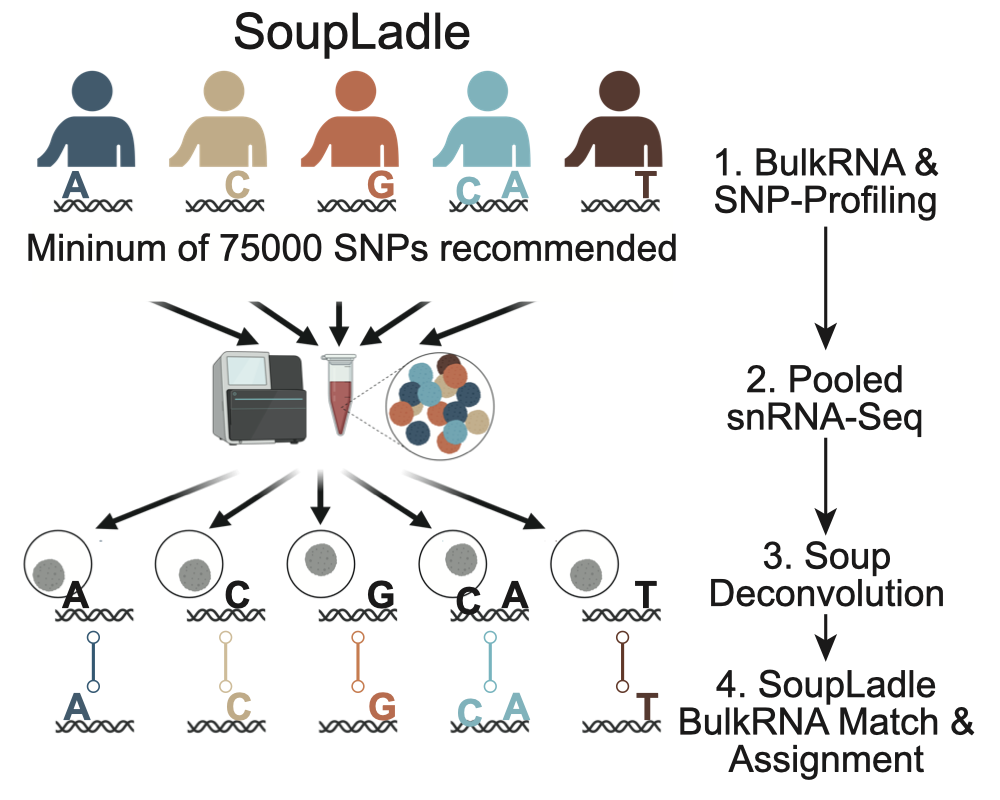 SoupLadle
A C G C A T
Mininum of 75000 SNPs recommended
1. BulkRNA &
SNP-Profiling
2. Pooled
snRNA-Seq
3. Soup
Deconvolution
A C G C A T
4. SoupLadle
BulkRNA Match &
Assignment
A C G C A T